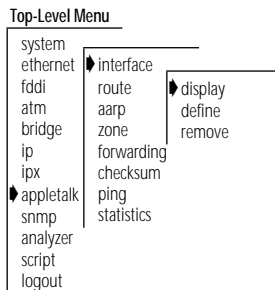 Top-Level Menu
system
ethernet
fddi
atm
bridge
ip
ipx
appletalk
snmp
analyzer
script
logout
interface
route
aarp
zone
forwarding
checksum
ping
statistics
display
define
remove